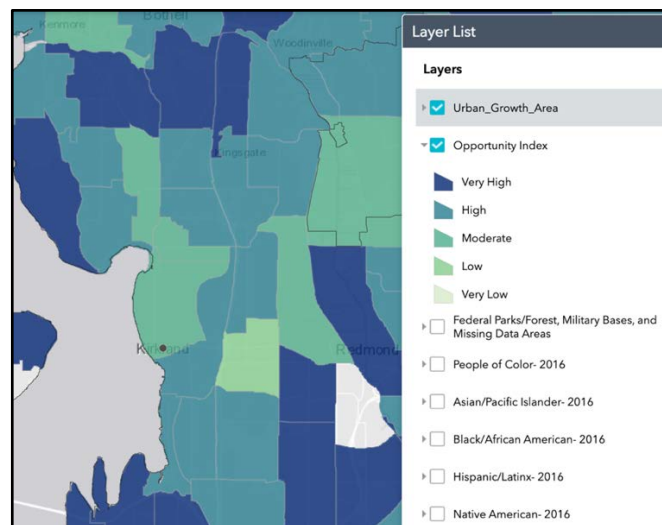 Kenmore
Bothell
Woodinville
Kingsgate
Kirkland
Redmond
Layer List
Layers
Urban_Growth_Area
Opportunity Index
Very High
High
Moderate
Low
Very Low
Federal Parks/Forest, Military Bases, and
Missing Data Areas
People of Color- 2016
Asian/Pacific Islander- 2016
Black/African American- 2016
Hispanic/Latinx- 2016
Native American- 2016